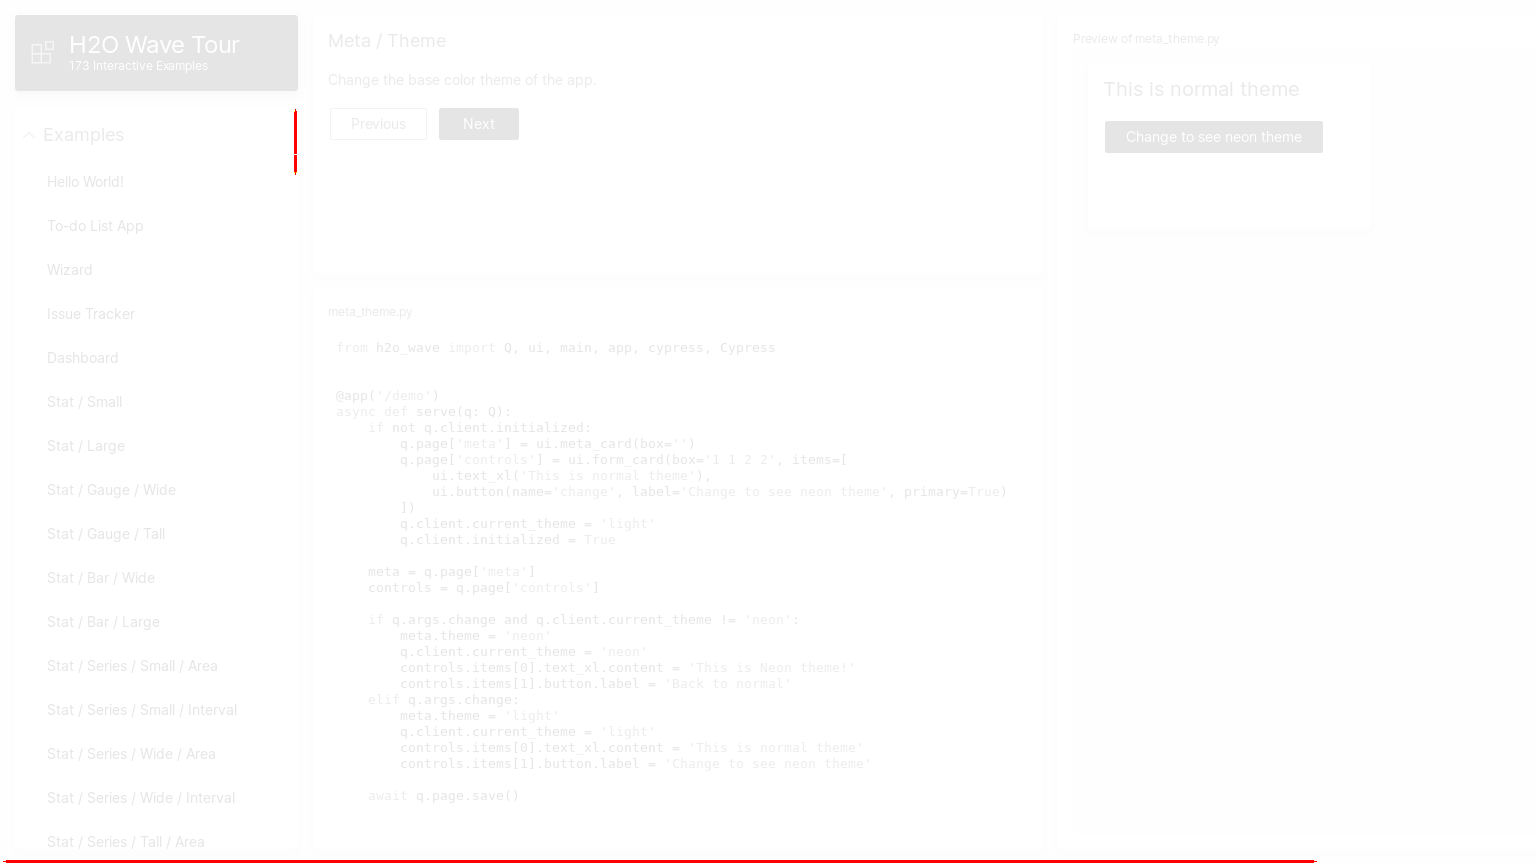 H2O Wave Tour
173 Interactive Examples
Examples
Hello World!
To-do List App
Wizard
Issue Tracker
Dashboard
Stat / Small
Stat / Large
Stat / Gauge / Wide
Stat / Gauge / Tall
Stat / Bar / Wide
Stat / Bar / Large
Stat / Series / Small / Area
Stat / Series / Small / Interval
Stat / Series / Wide / Area
Stat / Series / Wide / Interval
Stat / Series / Tall / Area
Meta / Theme
Change the base color theme of the app.
Previous
Next
meta_theme.py
from h2o_wave import Q, ui, main, app, cypress, Cypress
@app('/demo')
async def serve(q: Q):
    if not q.client.initialized:
        q.page['meta'] = ui.meta_card(box='')
        q.page['controls'] = ui.form_card(box='1 1 2 2', items=[
            ui.text_xl('This is normal theme'),
            ui.button(name='change', label='Change to see neon theme', primary=True)
        ])
        q.client.current_theme = 'light'
        q.client.initialized = True
    meta = q.page['meta']
    controls = q.page['controls']
    if q.args.change and q.client.current_theme != 'neon':
        meta.theme = 'neon'
        q.client.current_theme = 'neon'
        controls.items[0].text_xl.content = 'This is Neon theme!'
        controls.items[1].button.label = 'Back to normal'
    elif q.args.change:
        meta.theme = 'light'
        q.client.current_theme = 'light'
        controls.items[0].text_xl.content = 'This is normal theme'
        controls.items[1].button.label = 'Change to see neon theme'
    await q.page.save()
Preview of meta_theme.py
This is normal theme
Change to see neon theme